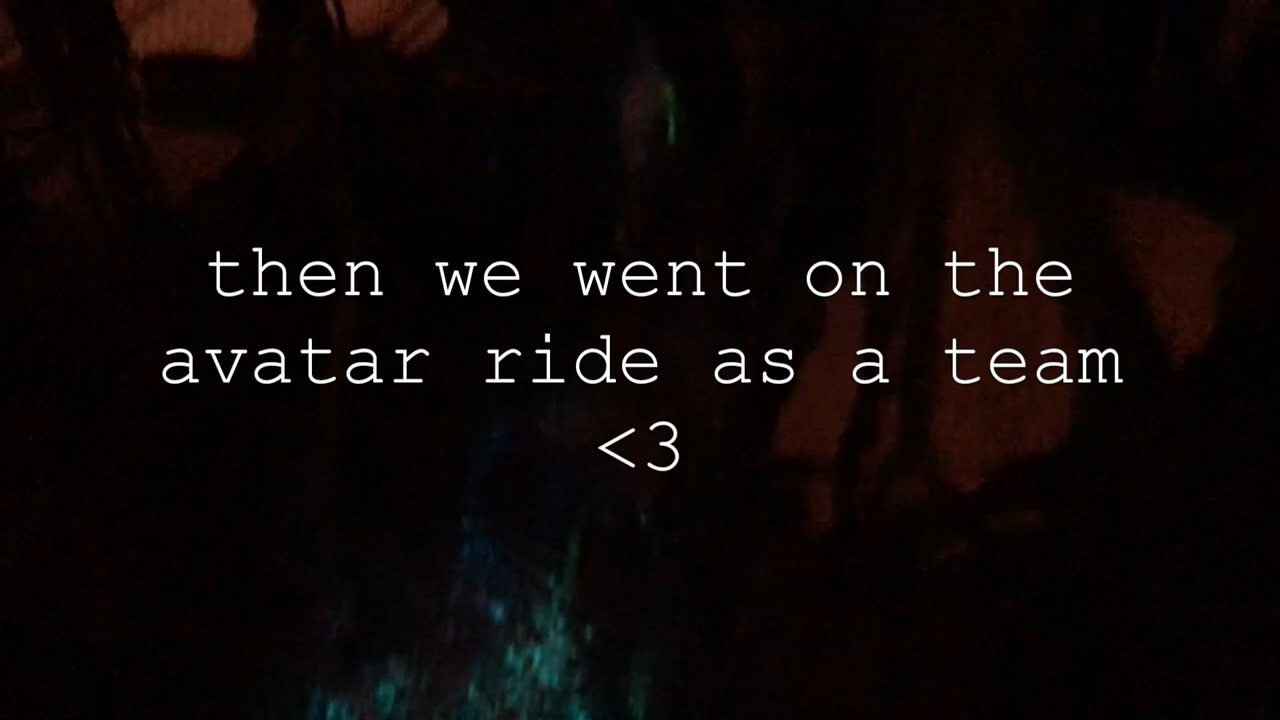 then we went on the
avatar ride as a team
<3